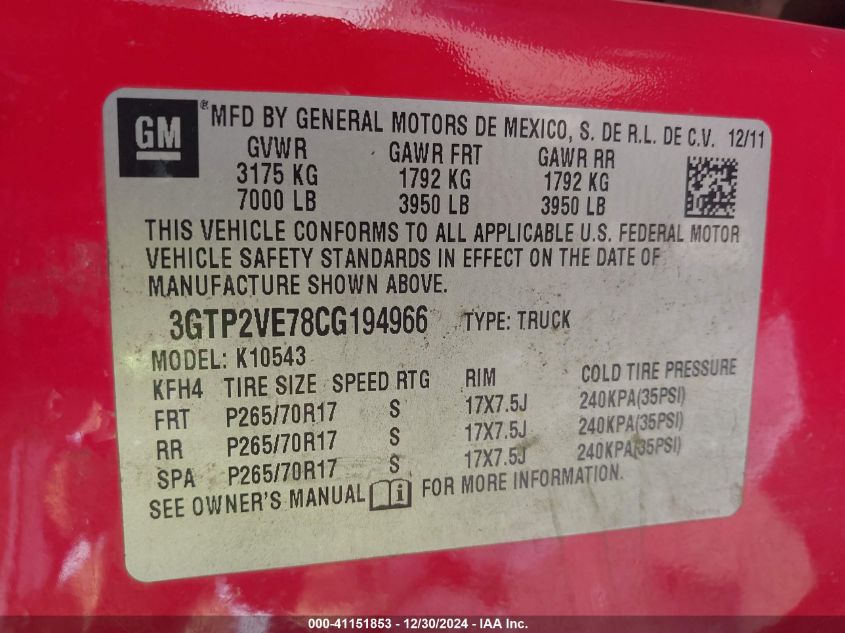 GM
® MFD BY GENERAL MOTORS DE MEXICO, S. DE R.L. DE C.V. 12/11
GVWR GAWR FRT GAWR RR
3175 KG 1792 KG 1792 KG
7000 LB 3950 LB 3950 LB
THIS VEHICLE CONFORMS TO ALL APPLICABLE U.S. FEDERAL MOTOR
VEHICLE SAFETY STANDARDS IN EFFECT ON THE DATE OF
MANUFACTURE SHOWN ABOVE.
3GTP2VE78CG194966 TYPE: TRUCK
MODEL: K10543
KFH4 TIRE SIZE SPEED RTG RIM COLD TIRE PRESSURE
FRT P265/70R17 S 17X7.5J 240KPA(35PSI)
RR P265/70R17 S 17X7.5J 240KPA(35PSI)
SPA P265/70R17 S 17X7.5J 240KPA(35PSI)
SEE OWNER'S MANUAL i FOR MORE INFORMATION.
000-41151853 - 12/30/2024 - IAA Inc.